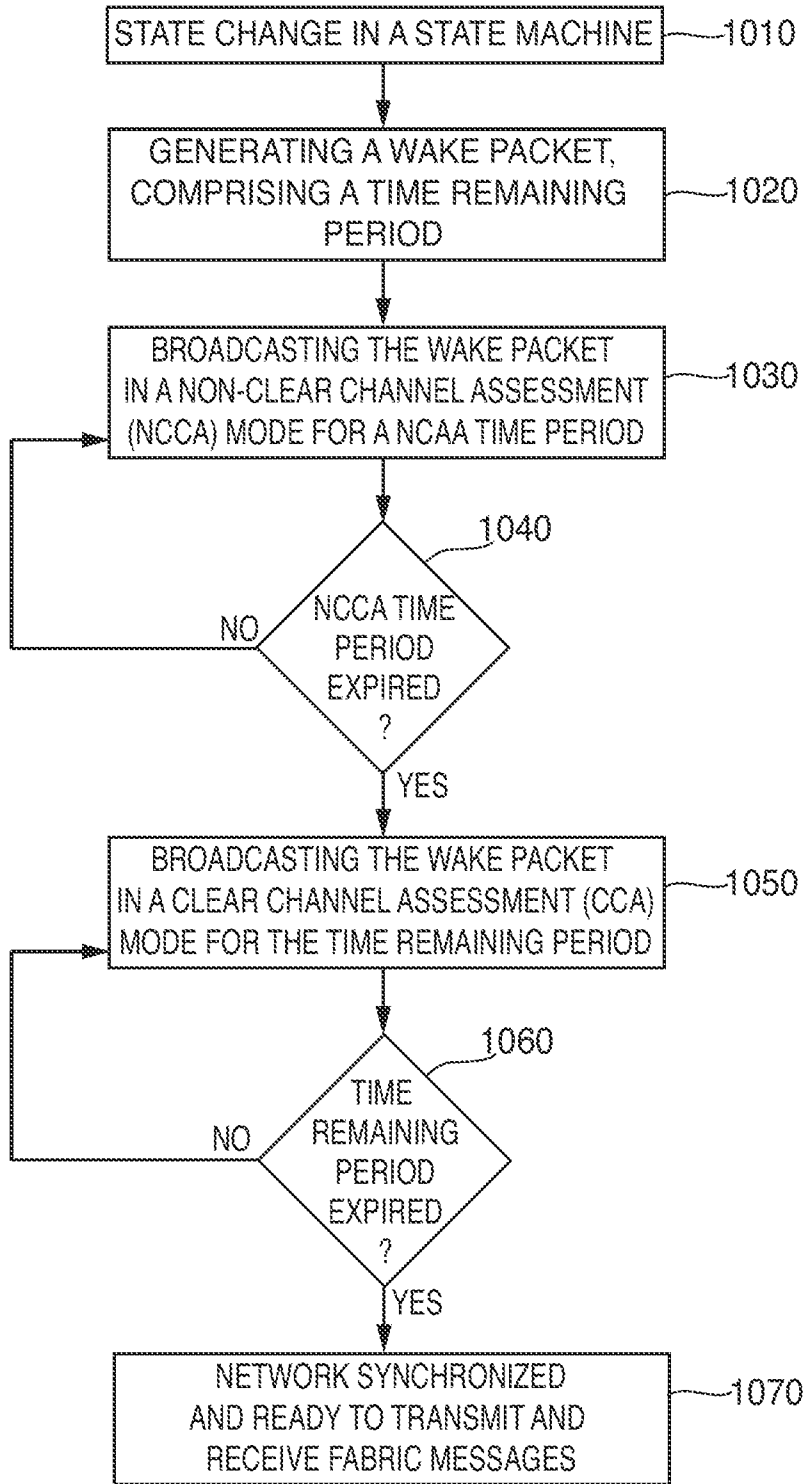 STATE CHANGE IN A STATE MACHINE
1010
GENERATING A WAKE PACKET,
COMPRISING A TIME REMAINING
PERIOD
1020
BROADCASTING THE WAKE PACKET
IN A NON-CLEAR CHANNEL ASSESSMENT
(NCCA) MODE FOR A NCAA TIME PERIOD
1030
1040
NCCA TIME
PERIOD
EXPIRED
?
NO
YES
BROADCASTING THE WAKE PACKET
IN A CLEAR CHANNEL ASSESSMENT (CCA)
MODE FOR THE TIME REMAINING PERIOD
1050
1060
TIME
REMAINING
PERIOD
EXPIRED
?
NO
YES
NETWORK SYNCHRONIZED
AND READY TO TRANSMIT AND
RECEIVE FABRIC MESSAGES
1070